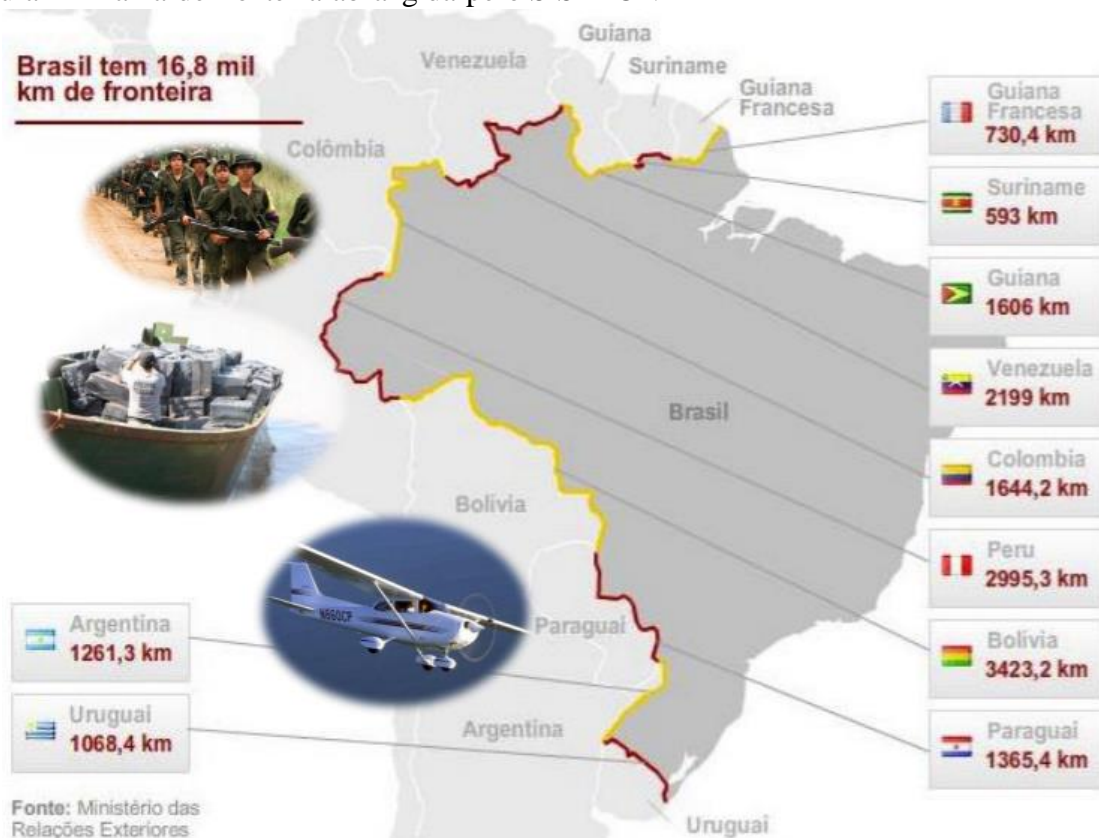 Brasil tem 16,8 mil
km de fronteira
Venezuela
Guiana
Suriname
Guiana
Francesa
Colômbia
Brasil
Bolívia
Paraguai
Argentina
Uruguai
Guiana
Francesa
730,4 km
Suriname
593 km
Guiana
1606 km
Venezuela
2199 km
Colombia
1644,2 km
Peru
2995,3 km
Bolivia
3423,2 km
Paraguai
1365,4 km
Argentina
1261,3 km
Uruguai
1068,4 km
N860CP
Fonte: Ministério das
Relações Exteriores